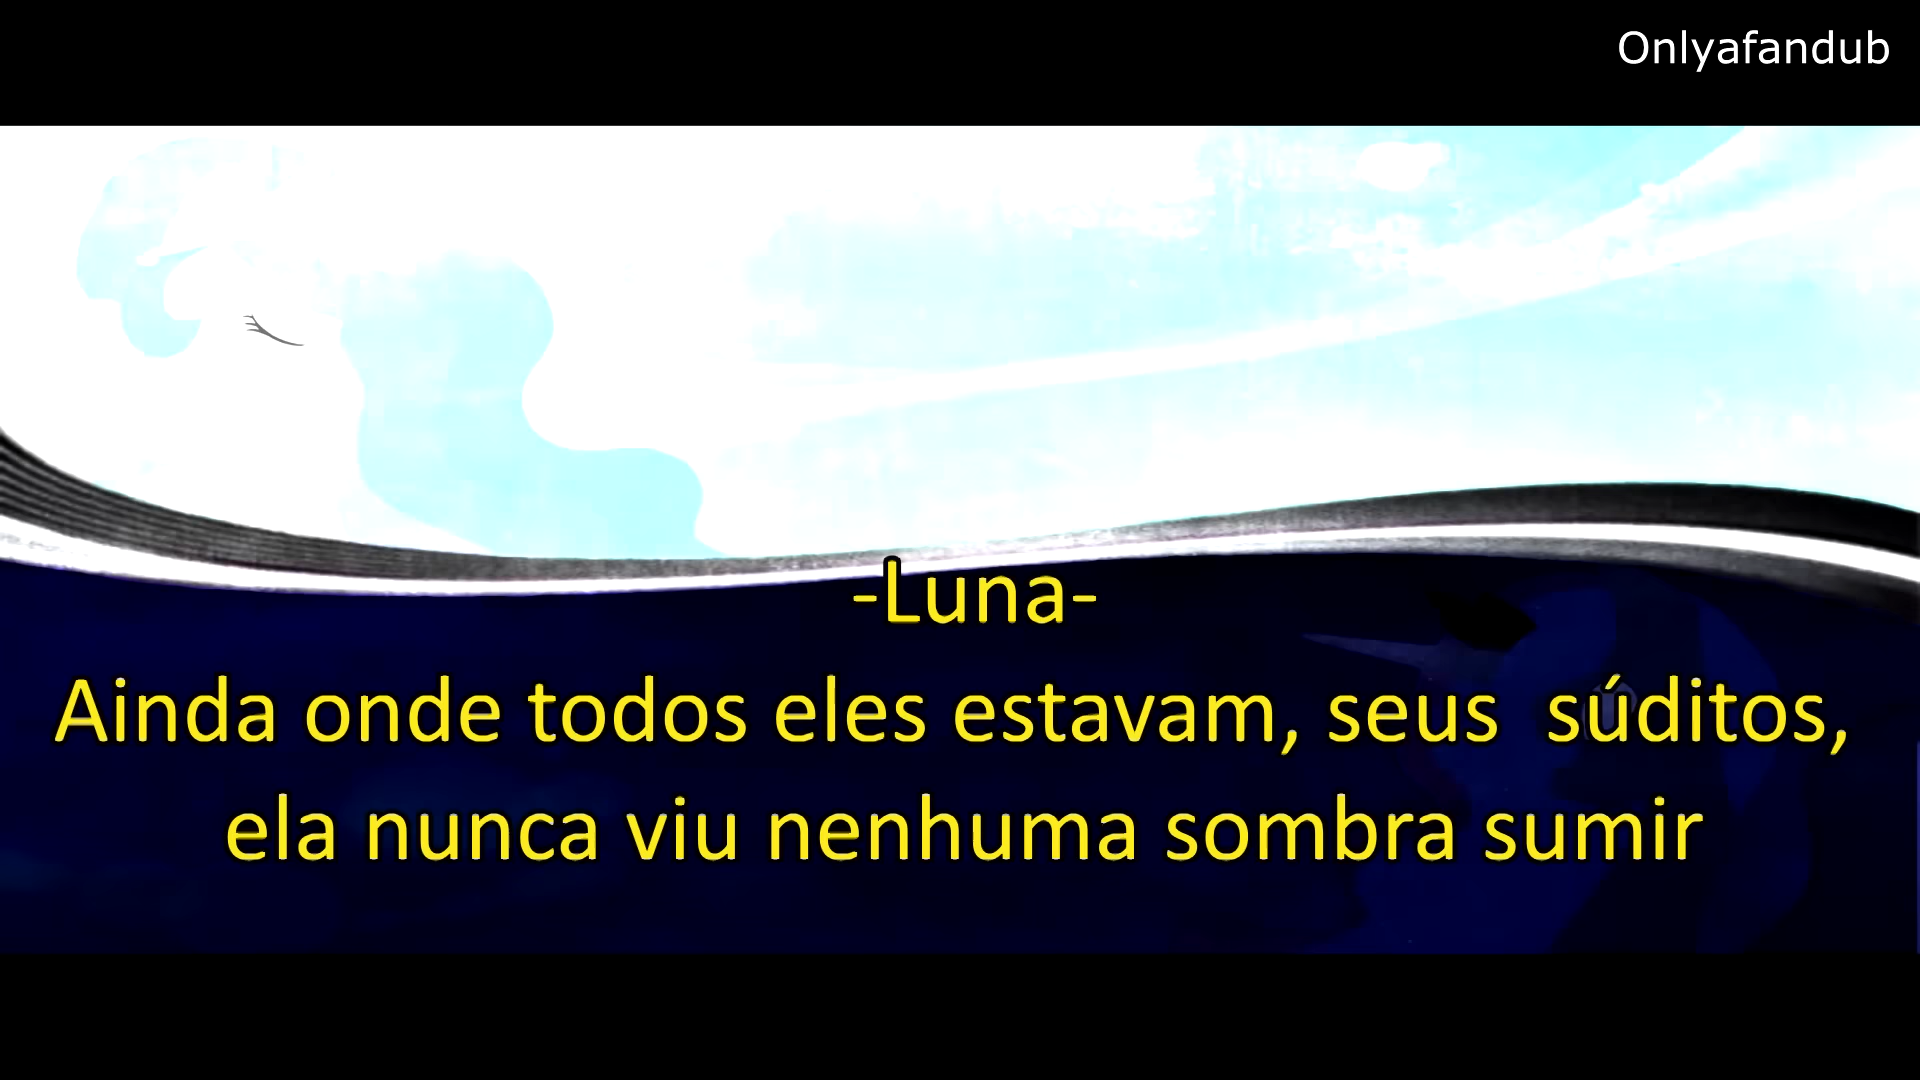 Onlyafandub
-Luna-
Ainda onde todos eles estavam, seus  súditos,
ela nunca viu nenhuma sombra sumir